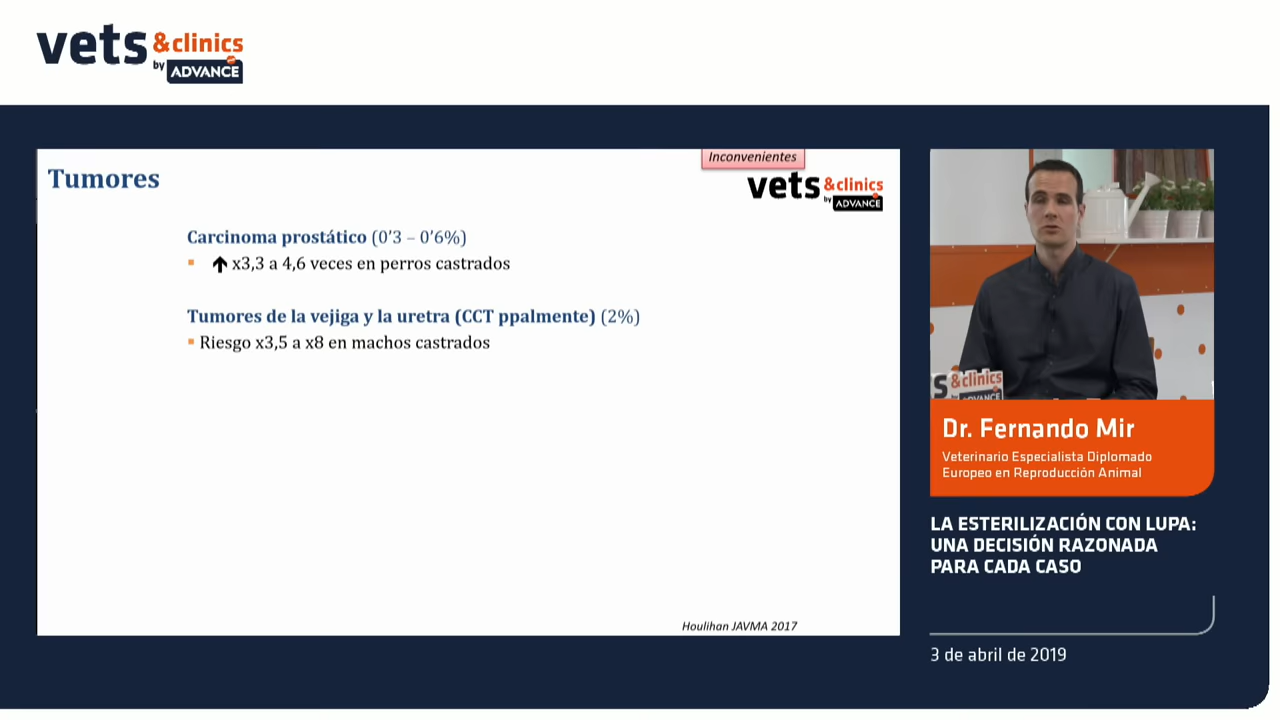 vets &clinics
by ADVANCE
Inconvenientes
Tumores
vets &clinics
by ADVANCE
Carcinoma prostático (0'3 – 0'6%)
▪ 🡅 x3,3 a 4,6 veces en perros castrados
Tumores de la vejiga y la uretra (CCT ppalmente) (2%)
▪ Riesgo x3,5 a x8 en machos castrados
Houlihan JAVMA 2017
S &clinics
ADVANCE
Dr. Fernando Mir
Veterinario Especialista Diplomado
Europeo en Reproducción Animal
LA ESTERILIZACIÓN CON LUPA:
UNA DECISIÓN RAZONADA
PARA CADA CASO
3 de abril de 2019